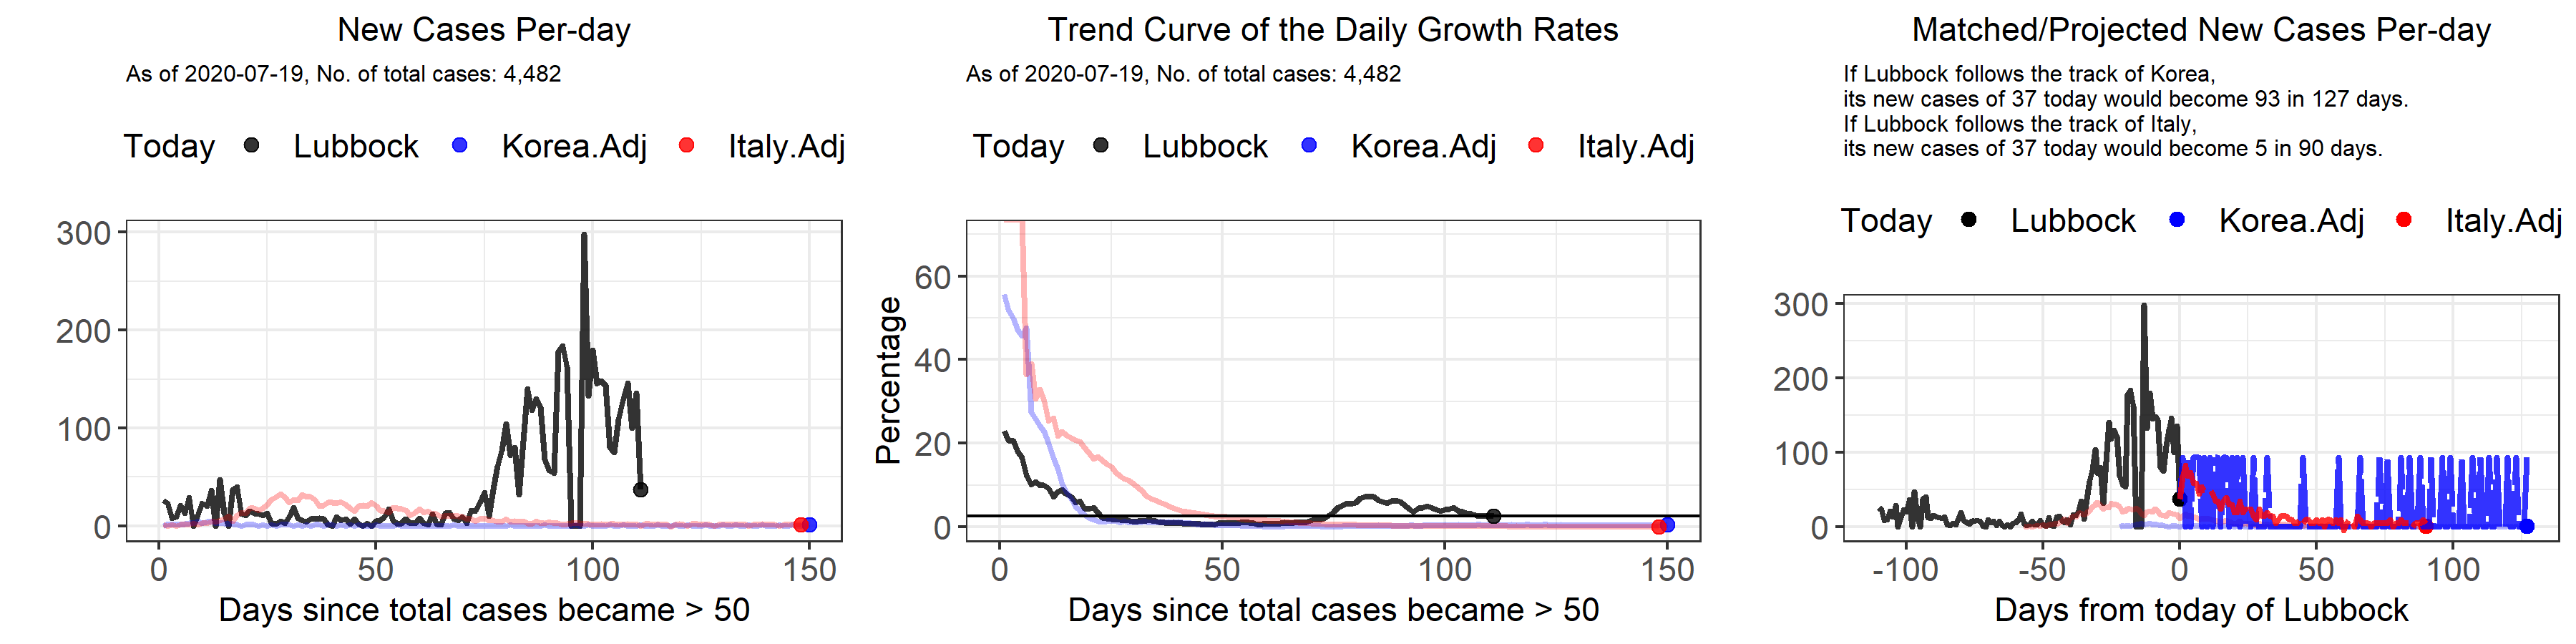 New Cases Per-day
As of 2020-07-19, No. of total cases: 4,482
Today Lubbock Korea.Adj Italy.Adj
300
200
100
0
0 50 100 150
Days since total cases became > 50
Trend Curve of the Daily Growth Rates
As of 2020-07-19, No. of total cases: 4,482
Today Lubbock Korea.Adj Italy.Adj
Percentage
60
40
20
0
0 50 100 150
Days since total cases became > 50
Matched/Projected New Cases Per-day
If Lubbock follows the track of Korea,
its new cases of 37 today would become 93 in 127 days.
If Lubbock follows the track of Italy,
its new cases of 37 today would become 5 in 90 days.
Today Lubbock Korea.Adj Italy.Adj
300
200
100
0
-100 -50 0 50 100
Days from today of Lubbock